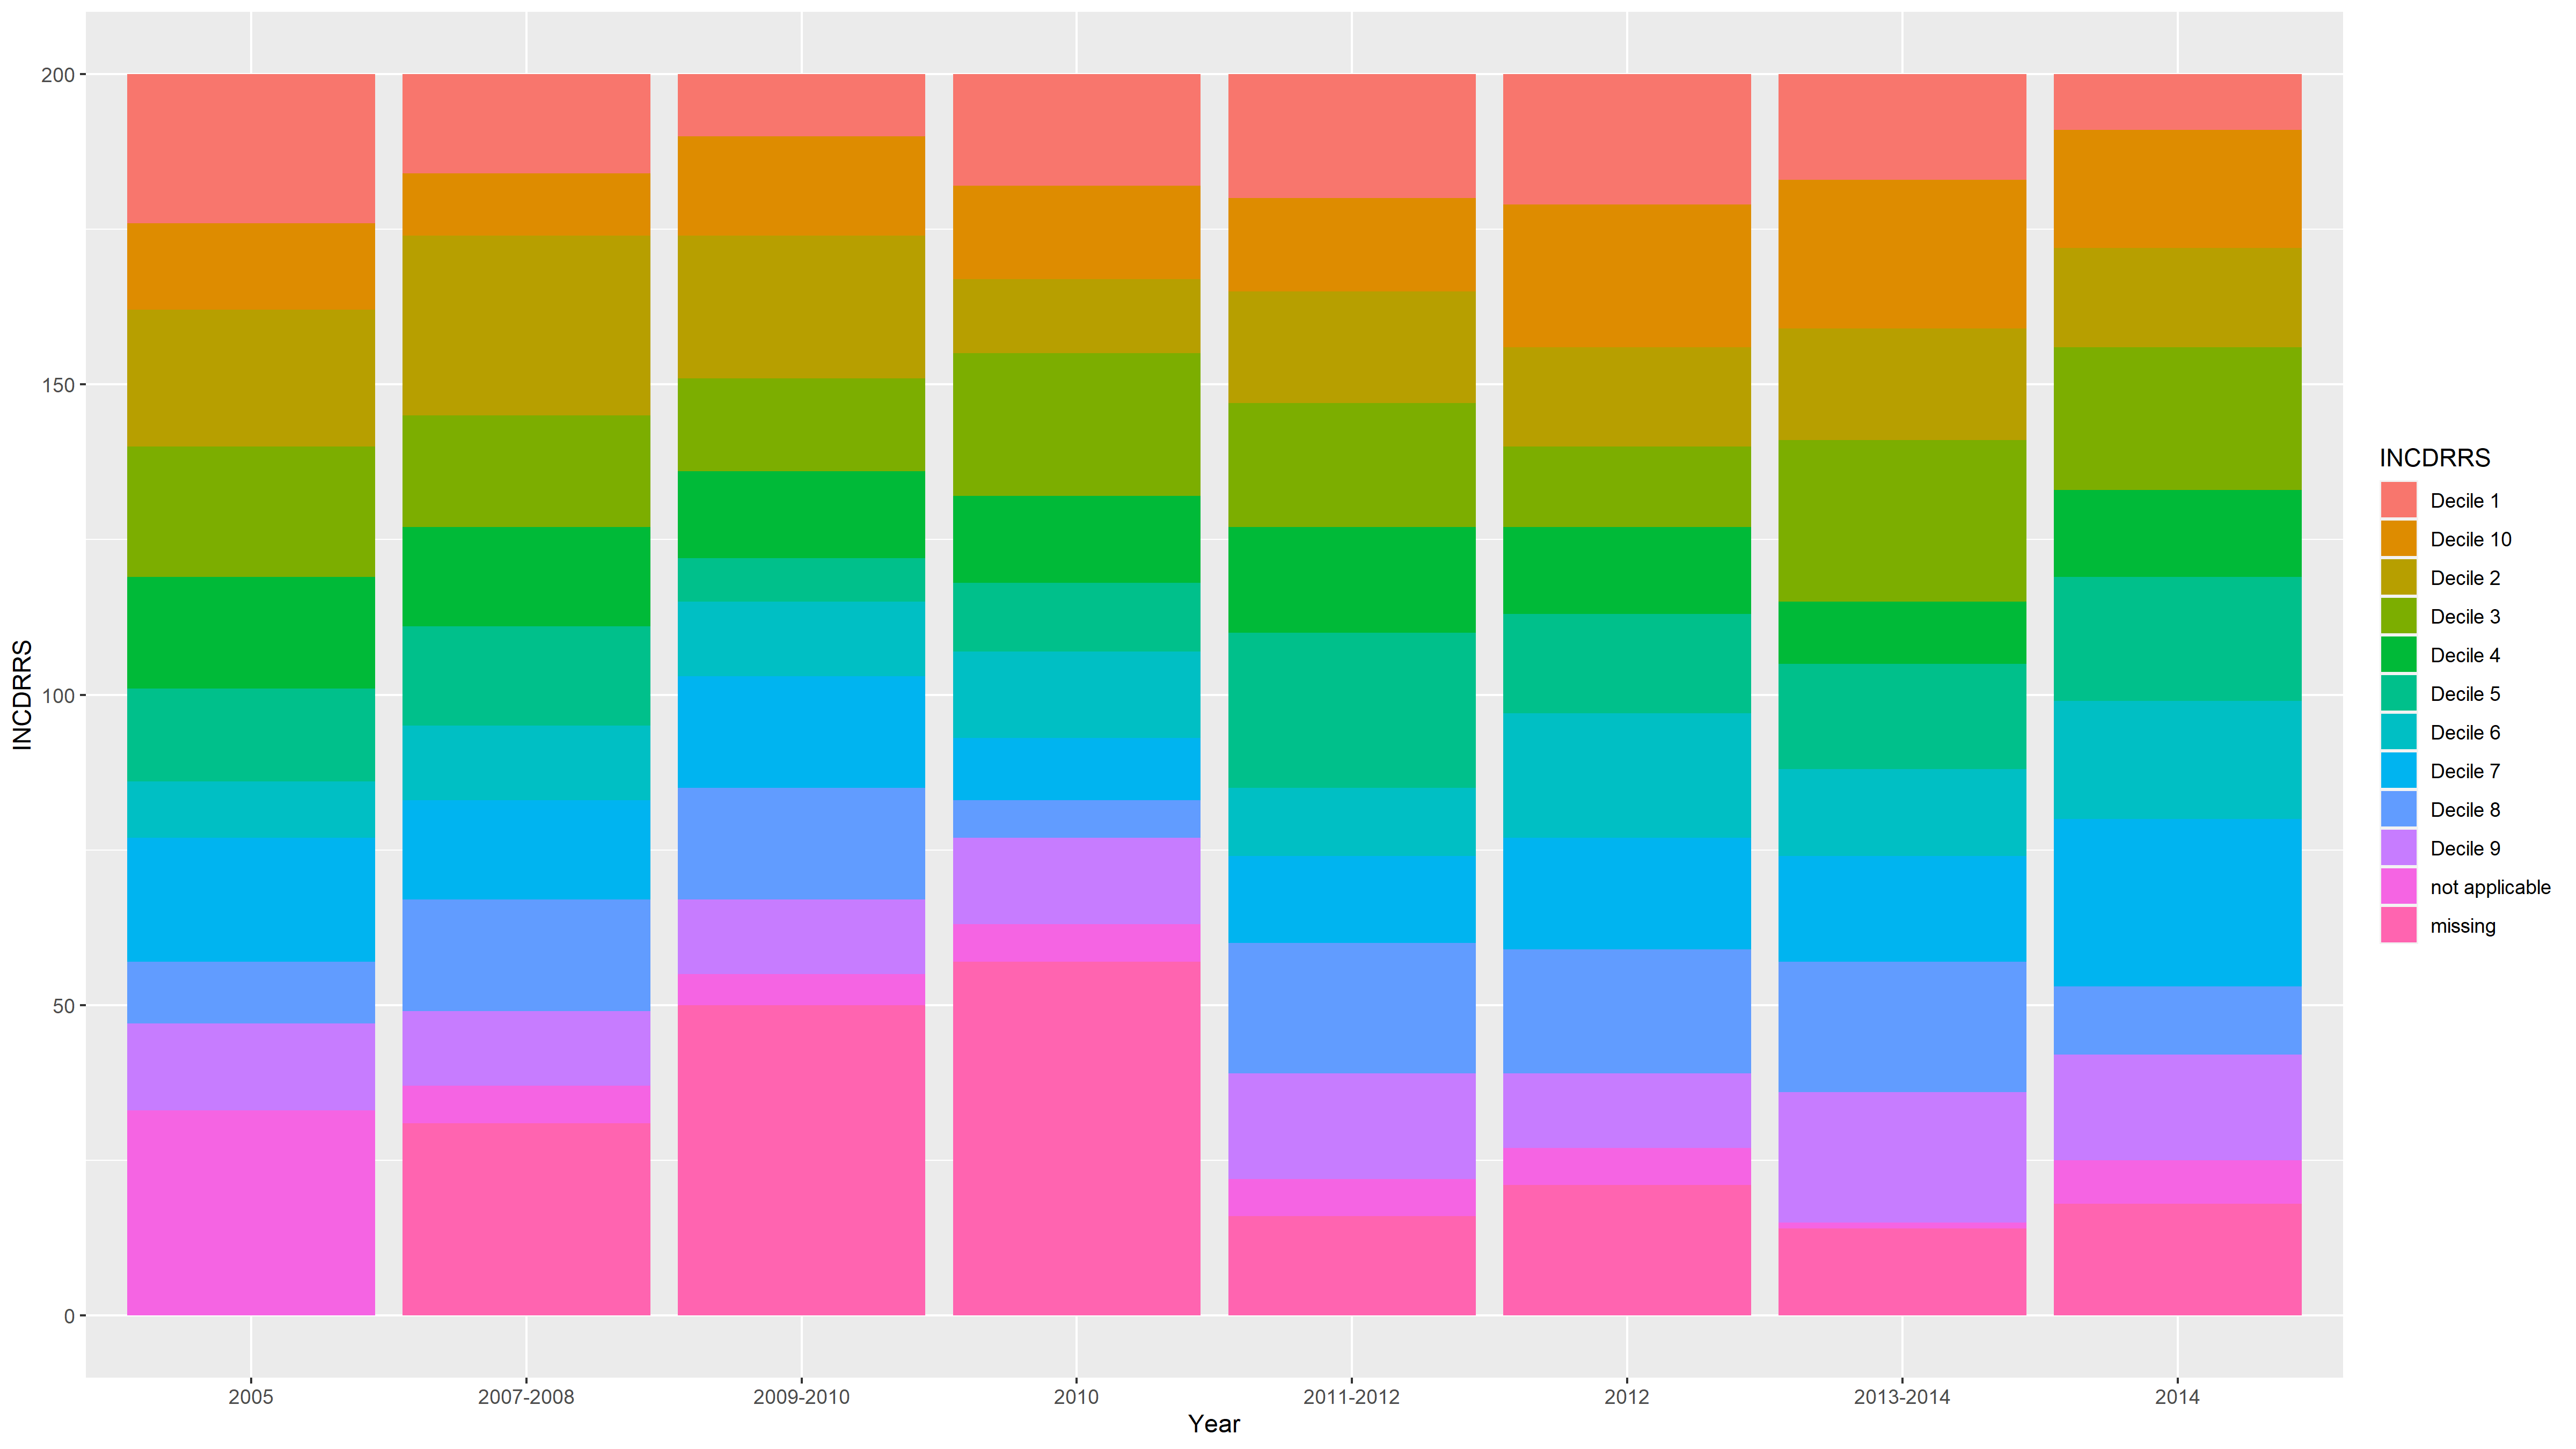 200
150
100
50
0
INCDRRS
2005
2007-2008
2009-2010
2010
2011-2012
2012
2013-2014
2014
Year
INCDRRS
Decile 1
Decile 10
Decile 2
Decile 3
Decile 4
Decile 5
Decile 6
Decile 7
Decile 8
Decile 9
not applicable
missing